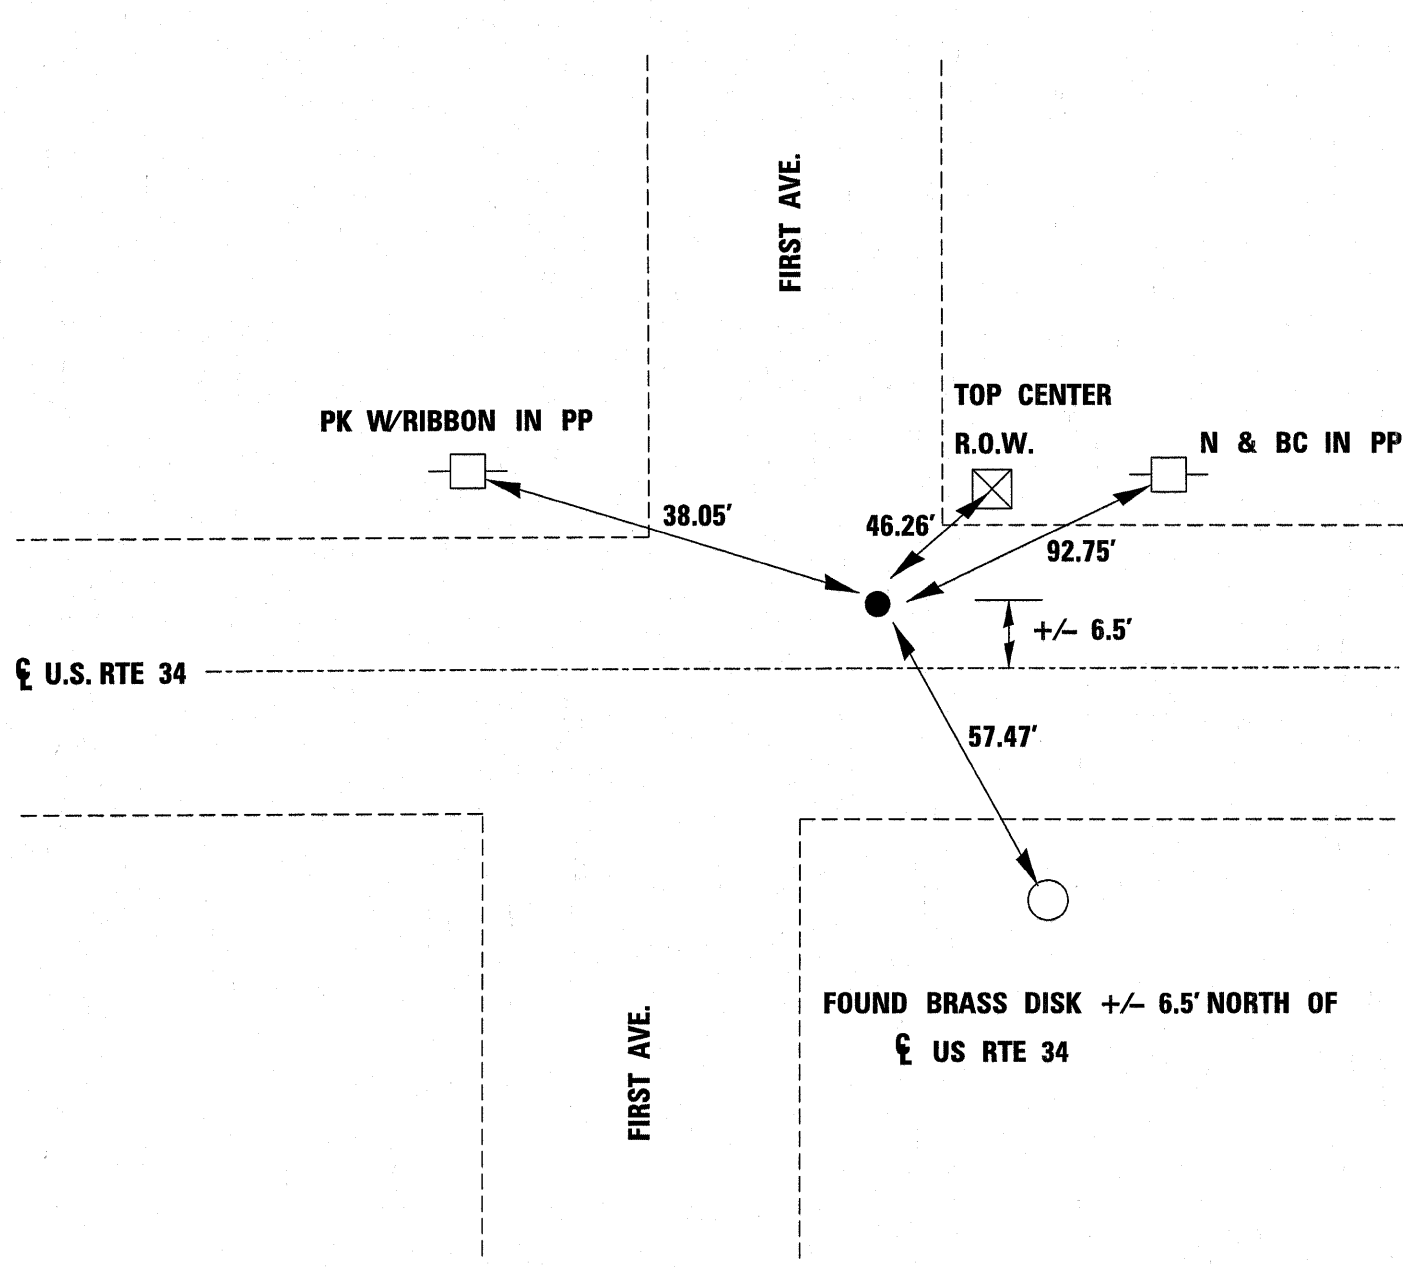 FIRST AVE.
TOP CENTER
R.O.W.
PK W/RIBBON IN PP
N & BC IN PP
38.05'
46.26'
92.75'
+/- 6.5'
℄ U.S. RTE 34
57.47'
FOUND BRASS DISK +/- 6.5' NORTH OF
℄ US RTE 34
FIRST AVE.